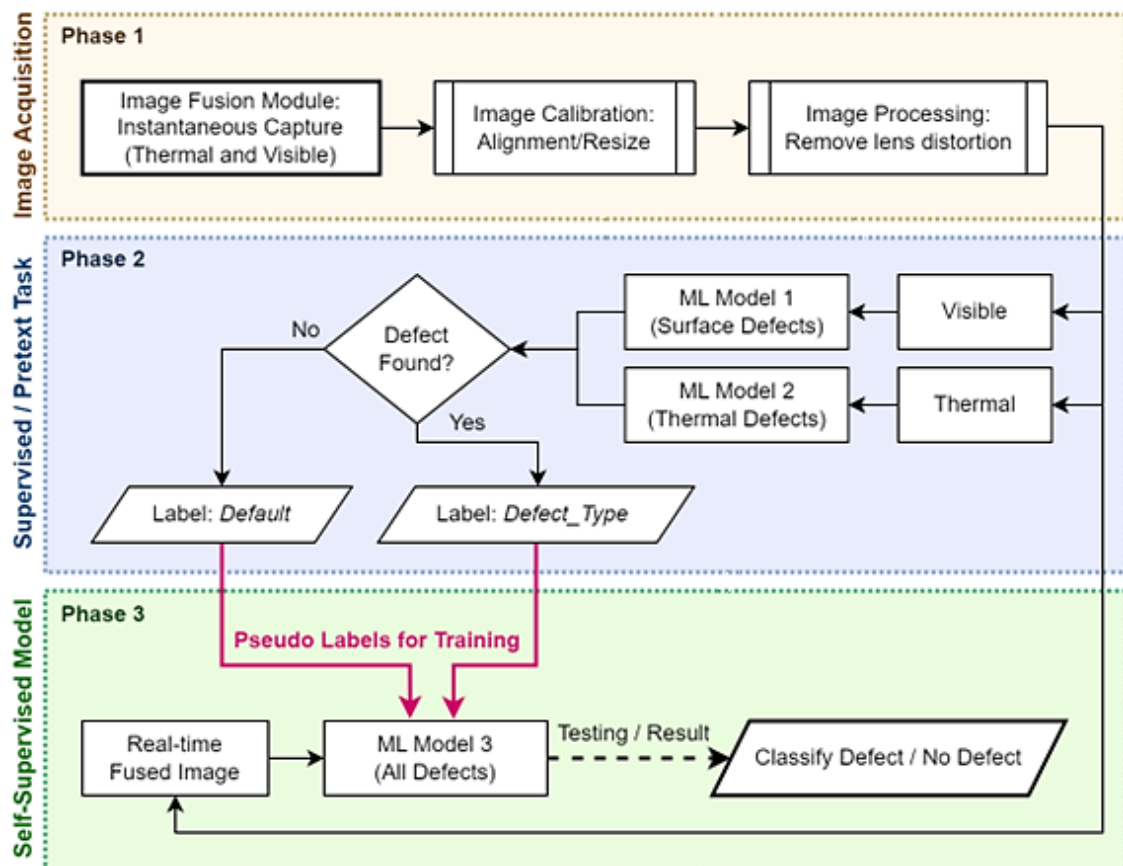 Image Acquisition
Phase 1
Image Fusion Module:
Instantaneous Capture
(Thermal and Visible)
Image Calibration:
Alignment/Resize
Image Processing:
Remove lens distortion
Supervised / Pretext Task
Phase 2
No
Defect
Found?
Yes
ML Model 1
(Surface Defects)
Visible
ML Model 2
(Thermal Defects)
Thermal
Label: Default
Label: Defect_Type
Self-Supervised Model
Phase 3
Pseudo Labels for Training
Real-time
Fused Image
ML Model 3
(All Defects)
Testing / Result
Classify Defect / No Defect